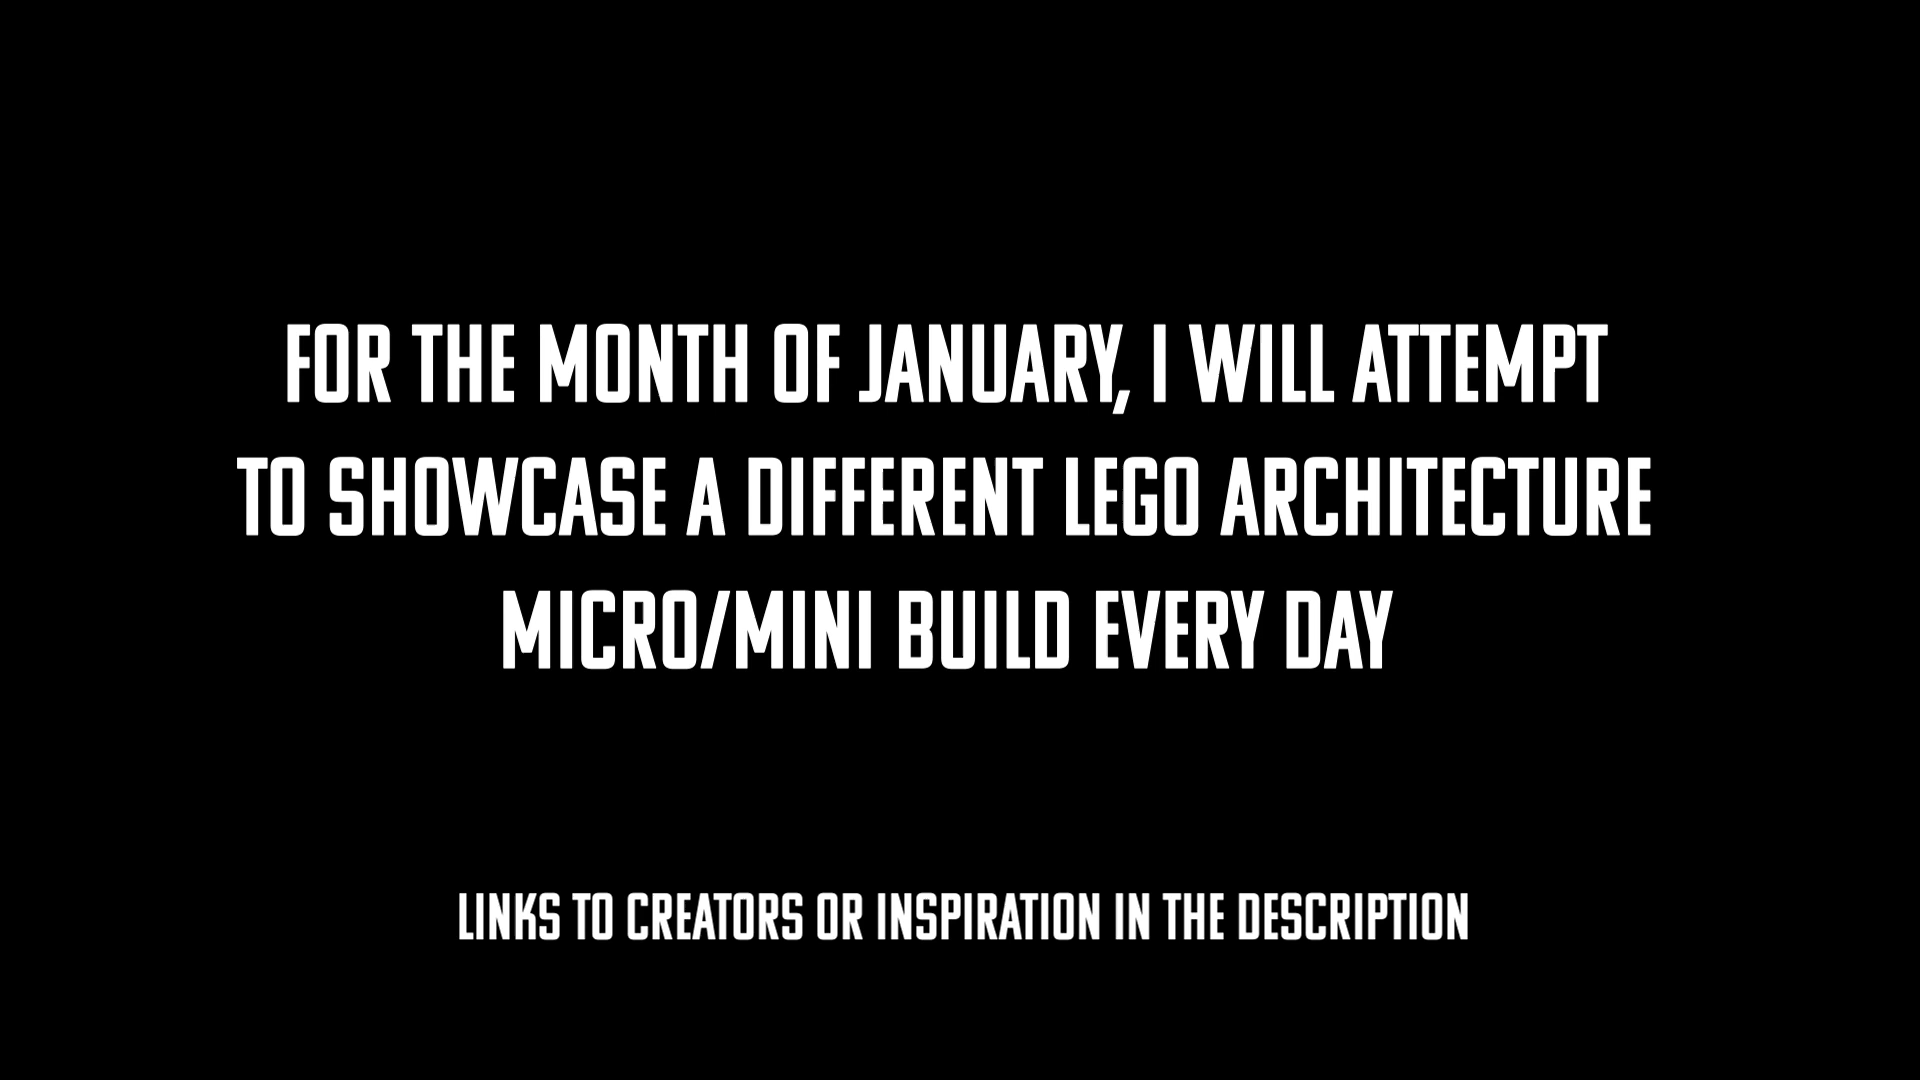 FOR THE MONTH OF JANUARY, I WILL ATTEMPT
TO SHOWCASE A DIFFERENT LEGO ARCHITECTURE
MICRO/MINI BUILD EVERY DAY
LINKS TO CREATORS OR INSPIRATION IN THE DESCRIPTION